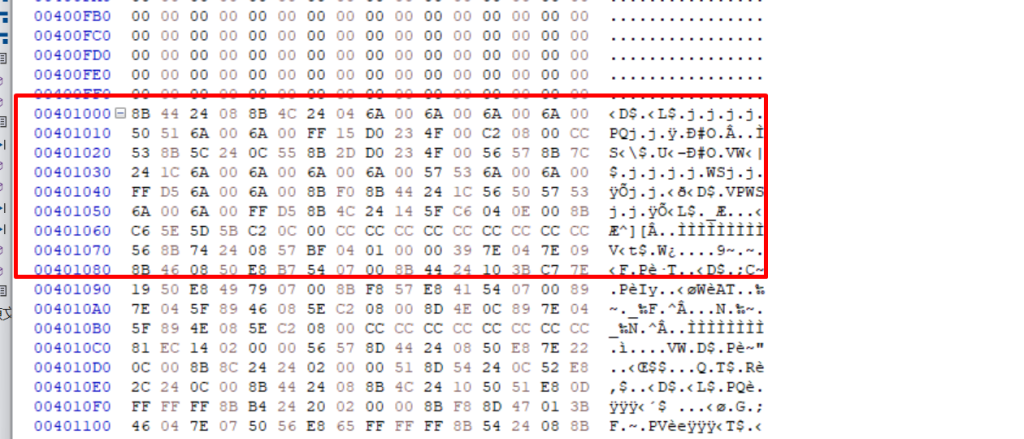 00400FB0 00 00 00 00 00 00 00 00 00 00 00 00 00 00 00 00 ................
00400FC0 00 00 00 00 00 00 00 00 00 00 00 00 00 00 00 00 ................
00400FD0 00 00 00 00 00 00 00 00 00 00 00 00 00 00 00 00 ................
00400FE0 00 00 00 00 00 00 00 00 00 00 00 00 00 00 00 00 ................
00401000 8B 44 24 08 8B 4C 24 04 6A 00 6A 00 6A 00 6A 00 ‹D$.‹L$.j.j.j.j.
00401010 50 51 6A 00 6A 00 FF 15 D0 23 4F 00 C2 08 00 CC PQj.j.ÿ.Ð#O.Â..Ì
00401020 53 8B 5C 24 0C 55 8B 2D D0 23 4F 00 56 57 8B 7C S‹\$.U‹-Ð#O.VW‹|
00401030 24 1C 6A 00 6A 00 6A 00 6A 00 57 53 6A 00 6A 00 $.j.j.j.j.WSj.j.
00401040 FF D5 6A 00 6A 00 8B F0 8B 44 24 1C 56 50 57 53 ÿÕj.j.‹ð‹D$.VPWS
00401050 6A 00 6A 00 FF D5 8B 4C 24 14 5F C6 04 0E 00 8B j.j.ÿÕ‹L$._Æ...‹
00401060 C6 5E 5D 5B C2 0C 00 CC CC CC CC CC CC CC CC CC Æ^][Â..ÌÌÌÌÌÌÌÌÌ
00401070 56 8B 74 24 08 57 BF 04 01 00 00 39 7E 04 7E 09 V‹t$.W¿....9~.~.
00401080 8B 46 08 50 E8 B7 54 07 00 8B 44 24 10 3B C7 7E ‹F.Pè·T..‹D$.;Ç~
00401090 19 50 E8 49 79 07 00 8B F8 57 E8 41 54 07 00 89 .PèIy..‹øWèAT..‰
004010A0 7E 04 5F 89 46 08 5E C2 08 00 8D 4E 0C 89 7E 04 ~._‰F.^Â...N.‰~.
004010B0 5F 89 4E 08 5E C2 08 00 CC CC CC CC CC CC CC CC _‰N.^Â..ÌÌÌÌÌÌÌÌ
004010C0 81 EC 14 02 00 00 56 57 8D 44 24 08 50 E8 7E 22 .ì....VW.D$.Pè~"
004010D0 0C 00 8B 8C 24 24 02 00 00 51 8D 54 24 0C 52 E8 ..‹Œ$$...Q.T$.Rè
004010E0 2C 24 0C 00 8B 44 24 08 8B 4C 24 10 50 51 E8 0D ,$..‹D$.‹L$.PQè.
004010F0 FF FF FF 8B B4 24 20 02 00 00 8B F8 8D 47 01 3B ÿÿÿ‹´$ ...‹ø.G.;
00401100 46 04 7E 07 50 56 E8 65 FF FF FF 8B 54 24 08 8B F.~.PVèeÿÿÿ‹T$.‹